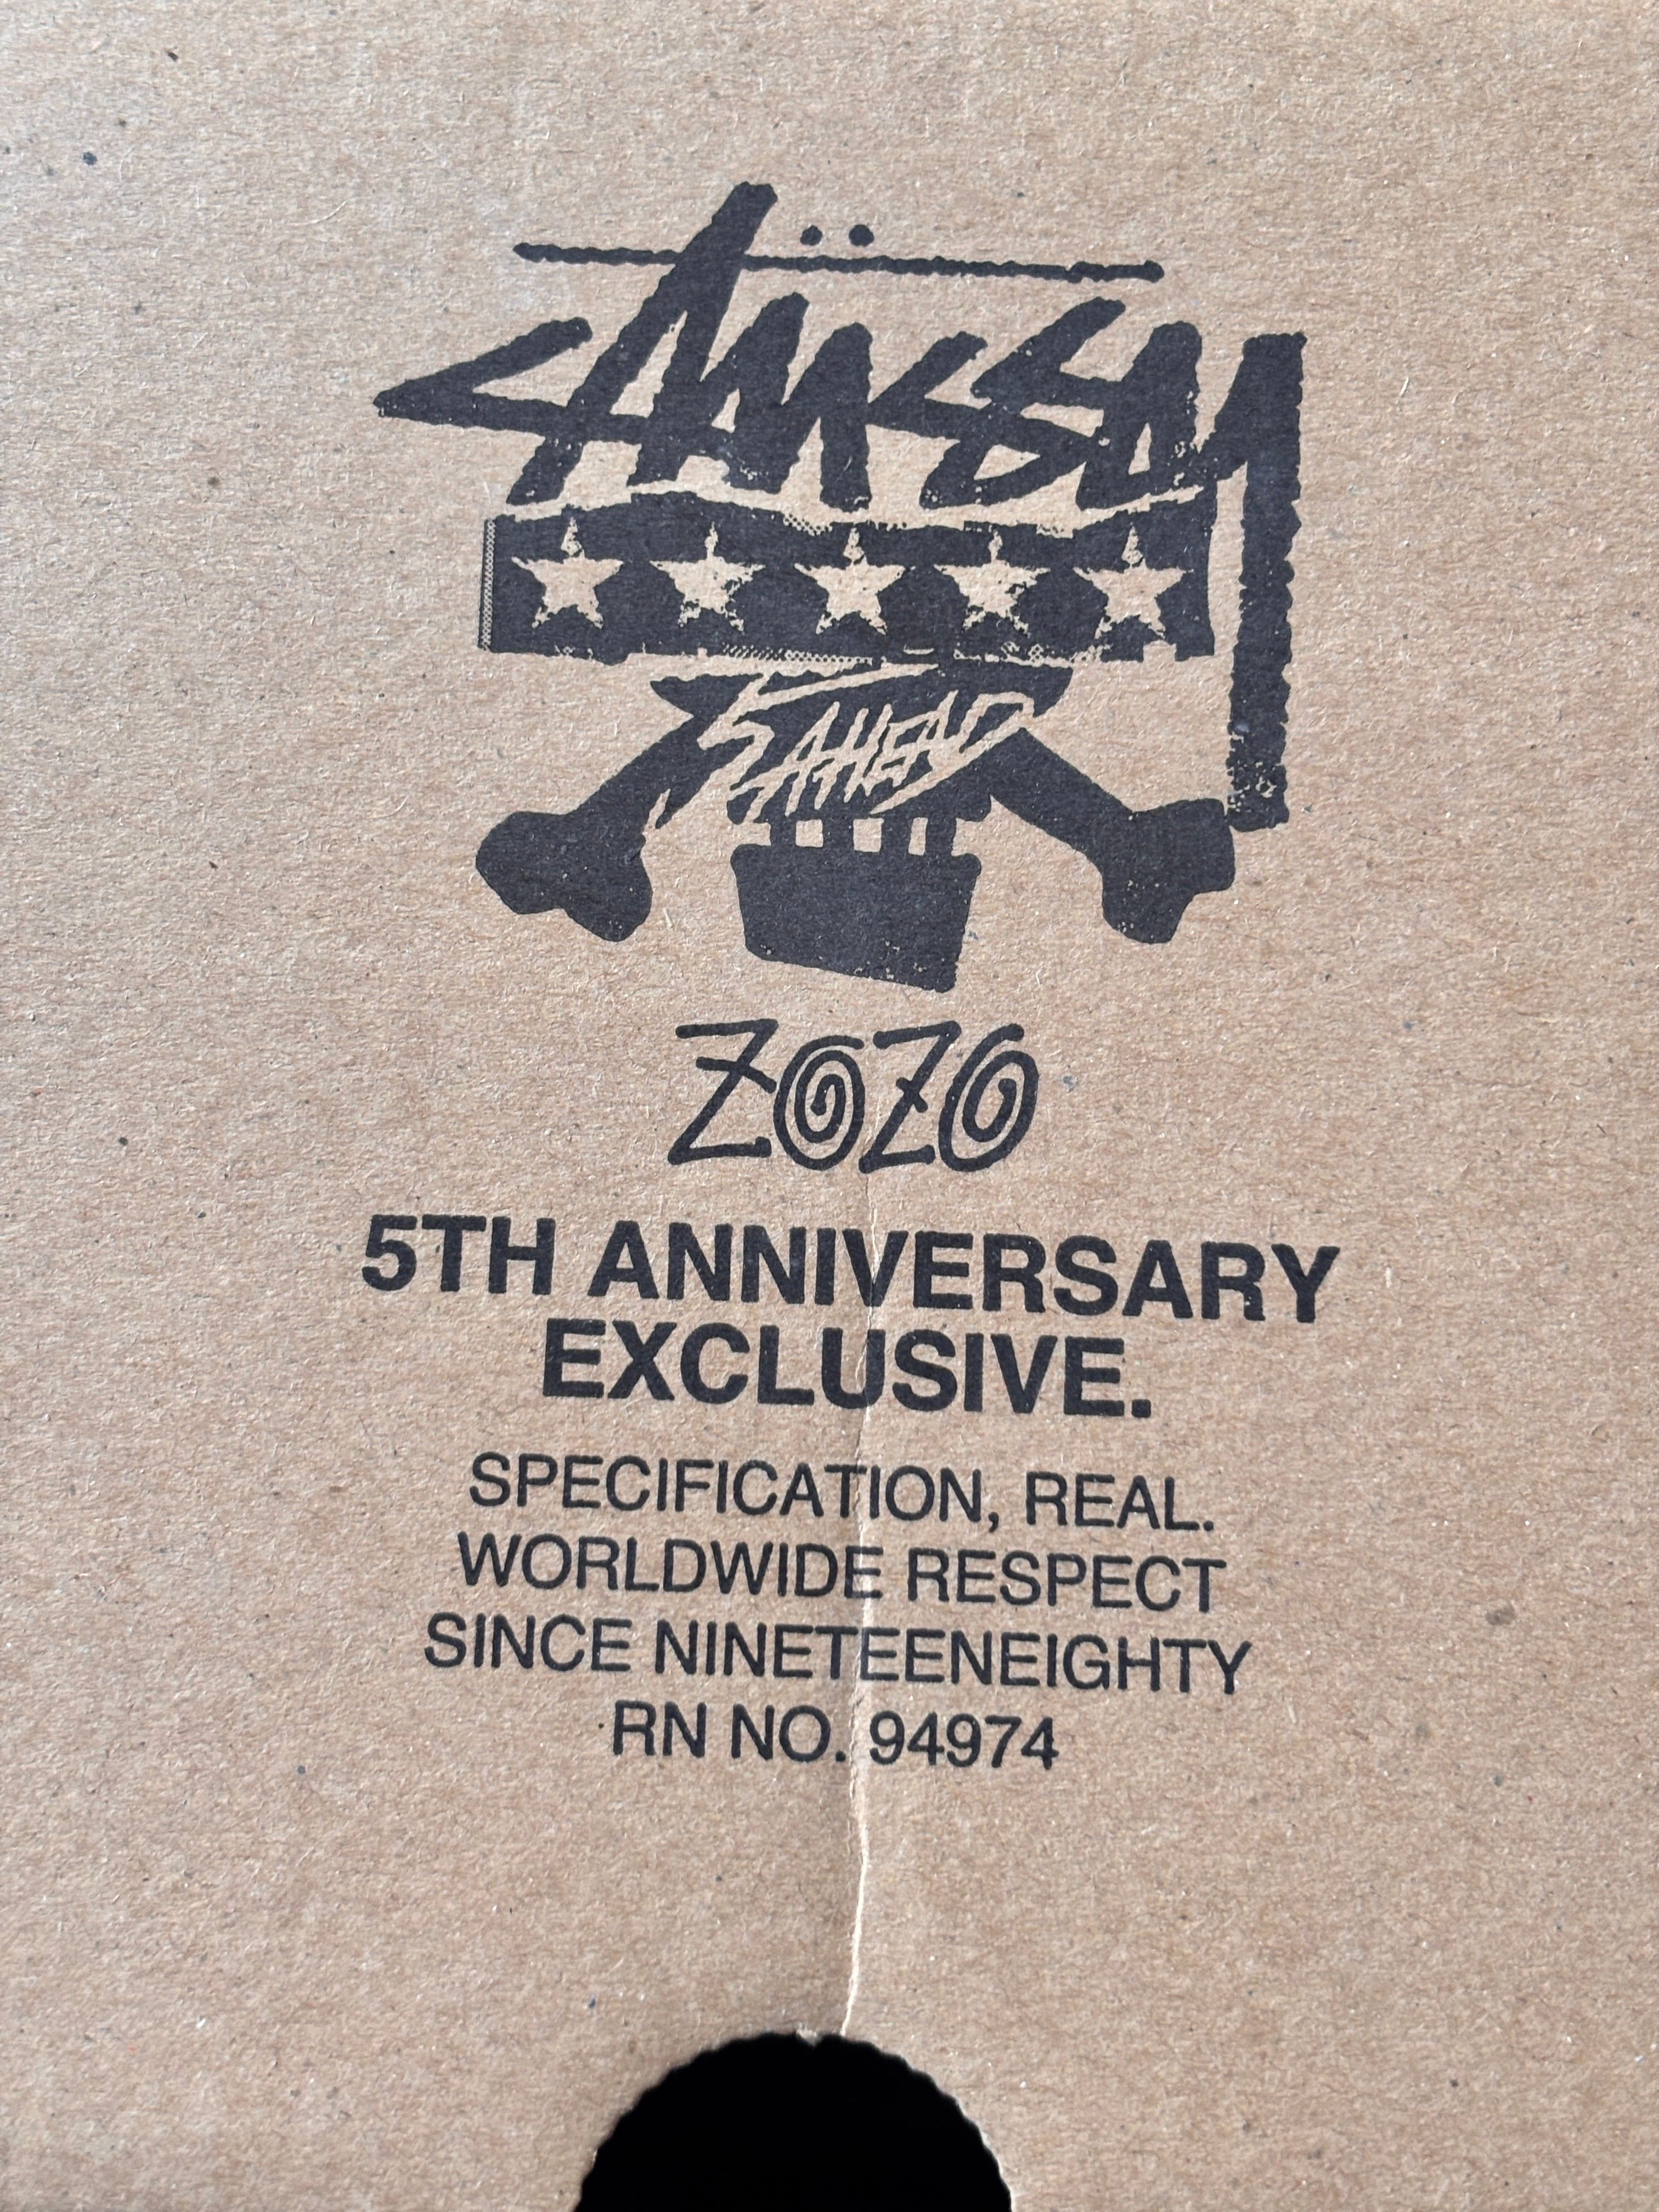 Stüssy
5 AHEAD
ZOZO
5TH ANNIVERSARY
EXCLUSIVE.
SPECIFICATION, REAL.
WORLDWIDE RESPECT
SINCE NINETEENEIGHTY
RN NO. 94974